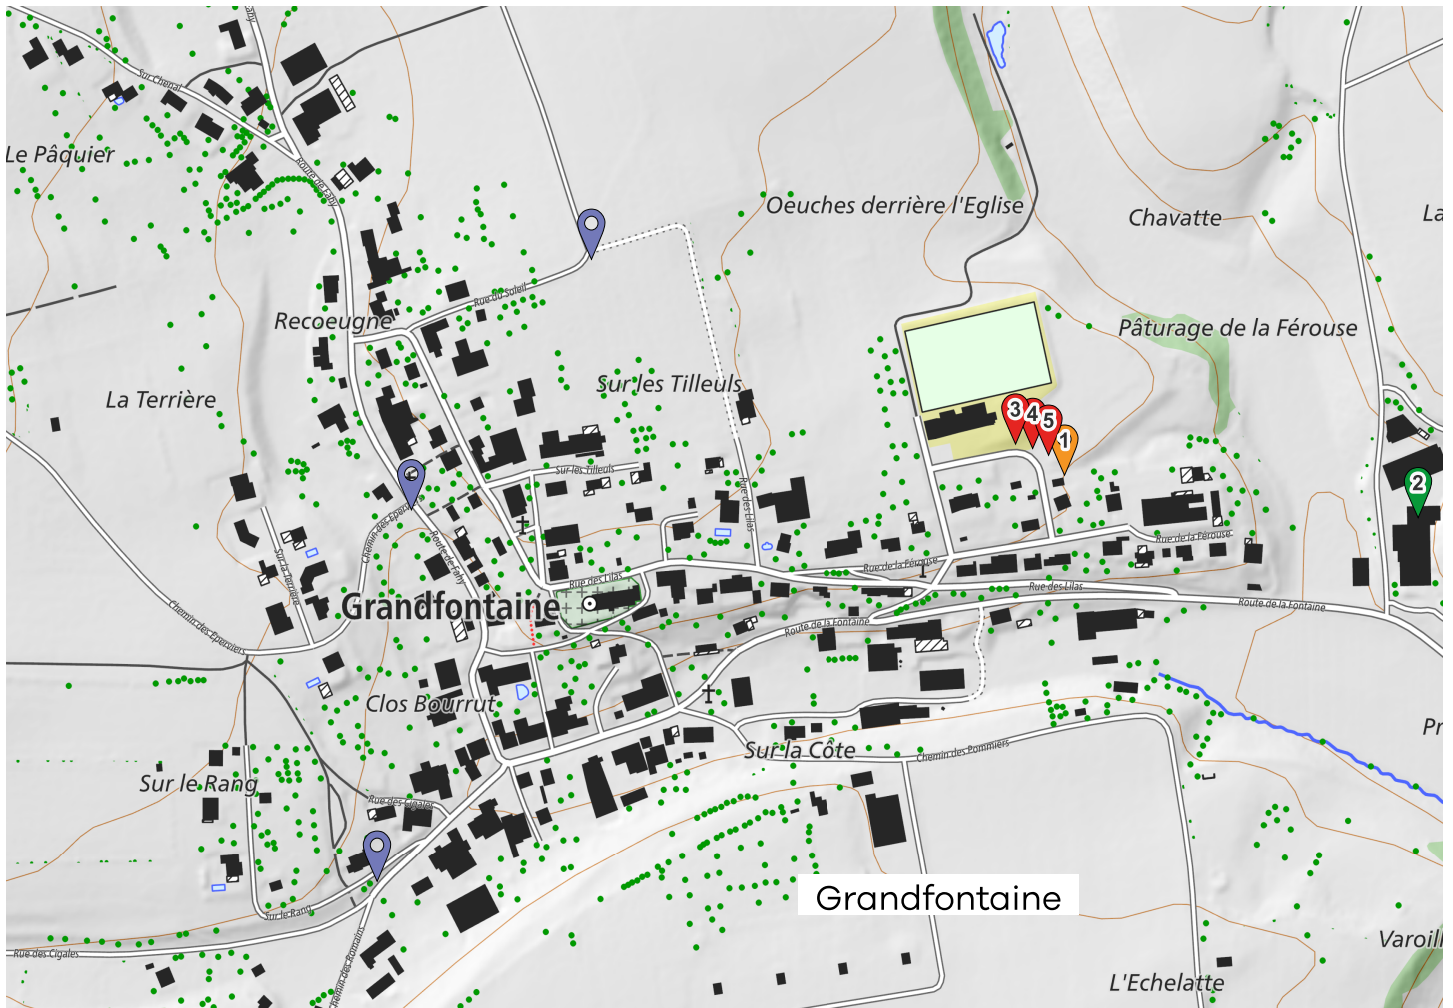 Faby
Sur Chenal
Le Pâquier
Route de Fahy
Oeuches derrière l'Eglise
Chavatte
La
Rue du Soleil
Recoeugne
Pâturage de la Férouse
La Terrière
Sur les Tilleuls
3
4
5
1
Sur les Tilleuls
2
Rue des Lilas
Chemin des Eperviers
Route de Fahy
Sur la Terrière
Rue de la Pérouse
Rue de la Pérouse
Rue des Lilas
Rue des Lilas
Grandfontaine
Chemin des Eperviers
Route de la Fontaine
Route de la Fontaine
Clos Bourrut
Pr
Sur la Côte
Chemin des Pommiers
Sur le Rang
Rue des Cigales
Grandfontaine
Sur le Rang
Rue des Cigales
Chemin des Romains
Varoill
L'Echelatte